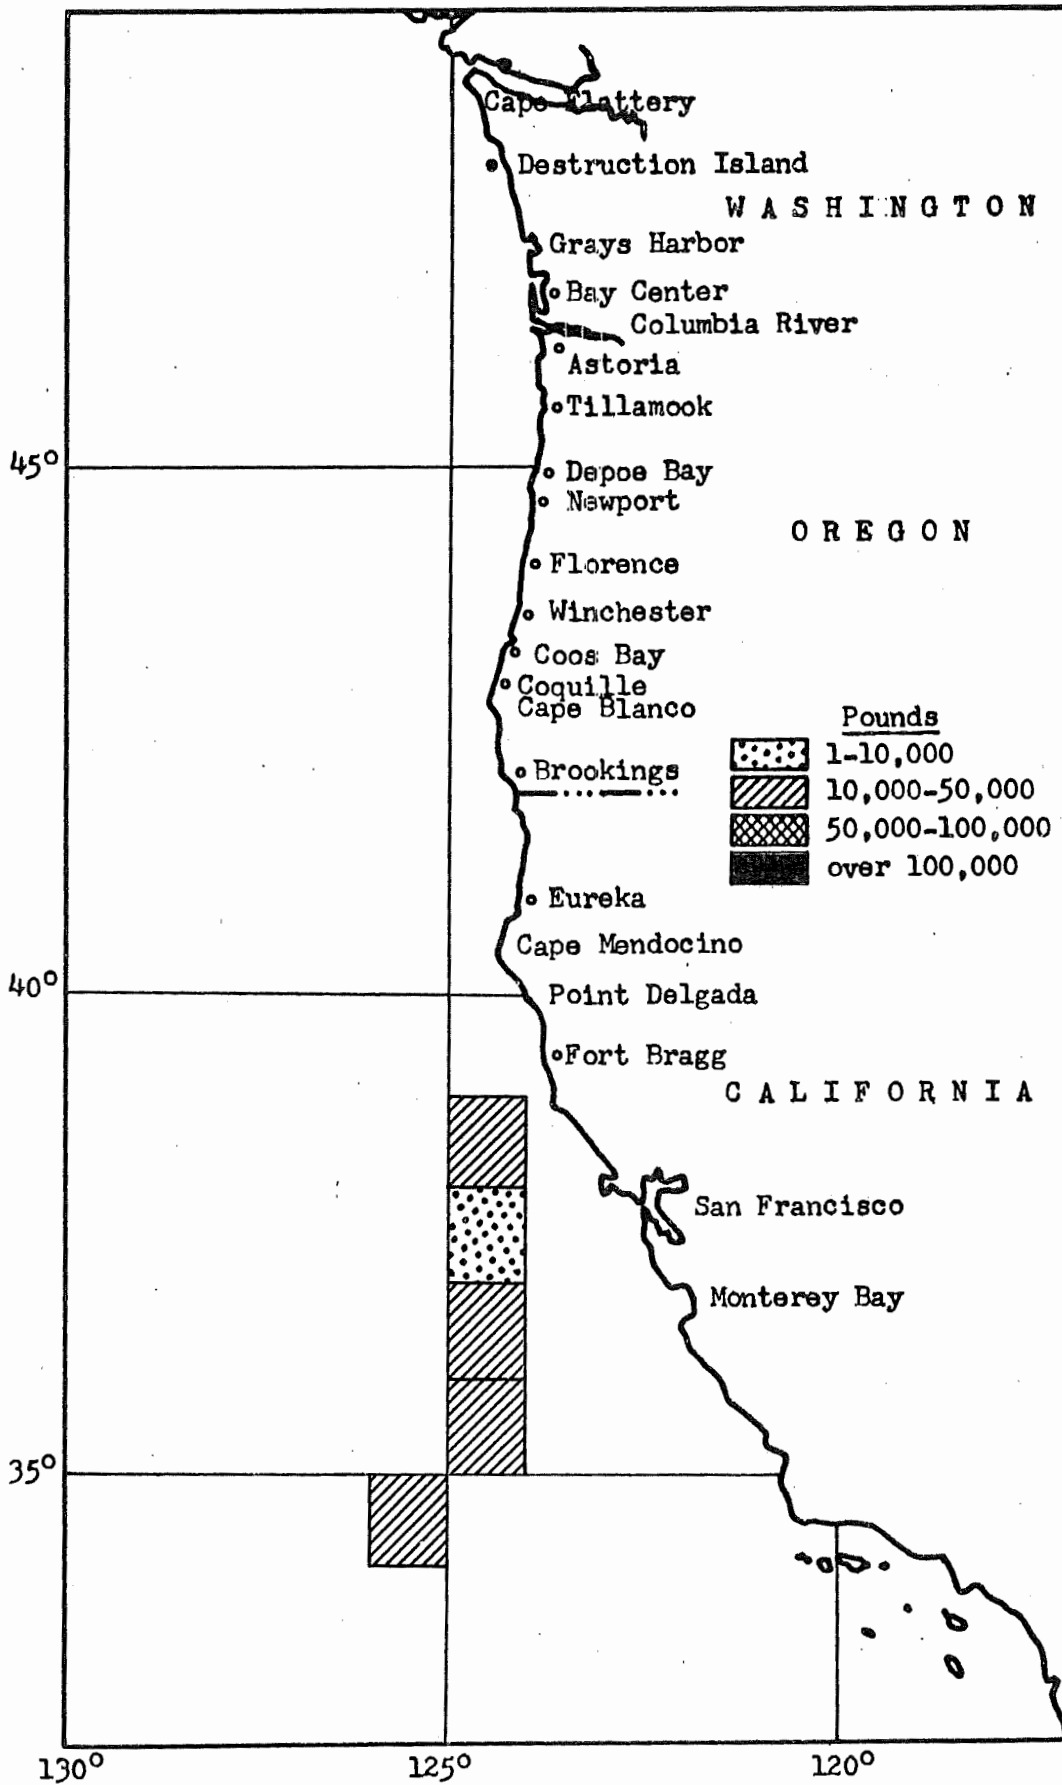 Cape Flattery
Destruction Island
WASHINGTON
Grays Harbor
Bay Center
Columbia River
Astoria
Tillamook
45°
Depoe Bay
Newport
OREGON
Florence
Winchester
Coos Bay
Coquille
Cape Blanco
Pounds
1-10,000
Brookings
10,000-50,000
50,000-100,000
over 100,000
Eureka
Cape Mendocino
40°
Point Delgada
Fort Bragg
CALIFORNIA
San Francisco
Monterey Bay
35°
130°
125°
120°